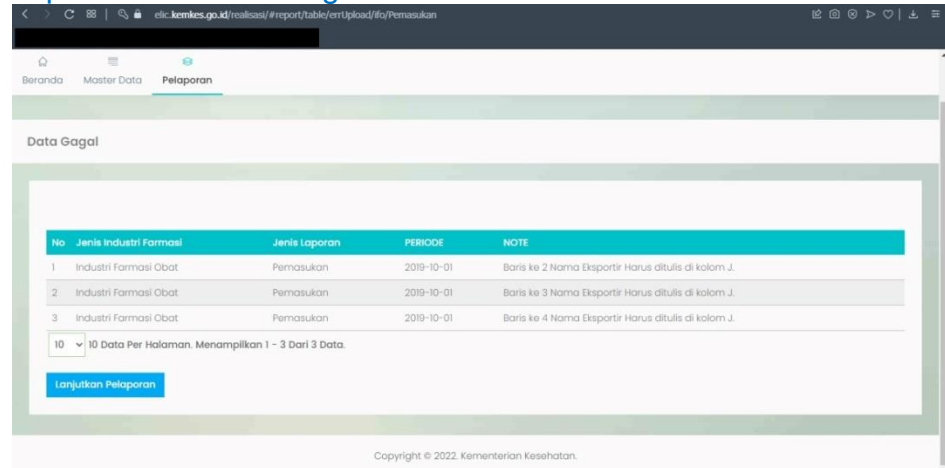 elic.kemkes.go.id/realisasi/#report/table/errUpload/ifo/Pemasukan
Beranda Master Data Pelaporan
Data Gagal
No Jenis Industri Farmasi Jenis Laporan PERIODE NOTE
1 Industri Farmasi Obat Pemasukan 2019-10-01 Baris ke 2 Nama Eksportir Harus ditulis di kolom J.
2 Industri Farmasi Obat Pemasukan 2019-10-01 Baris ke 3 Nama Eksportir Harus ditulis di kolom J.
3 Industri Farmasi Obat Pemasukan 2019-10-01 Baris ke 4 Nama Eksportir Harus ditulis di kolom J.
10 10 Data Per Halaman. Menampilkan 1 - 3 Dari 3 Data.
Lanjutkan Pelaporan
Copyright © 2022. Kementerian Kesehatan.